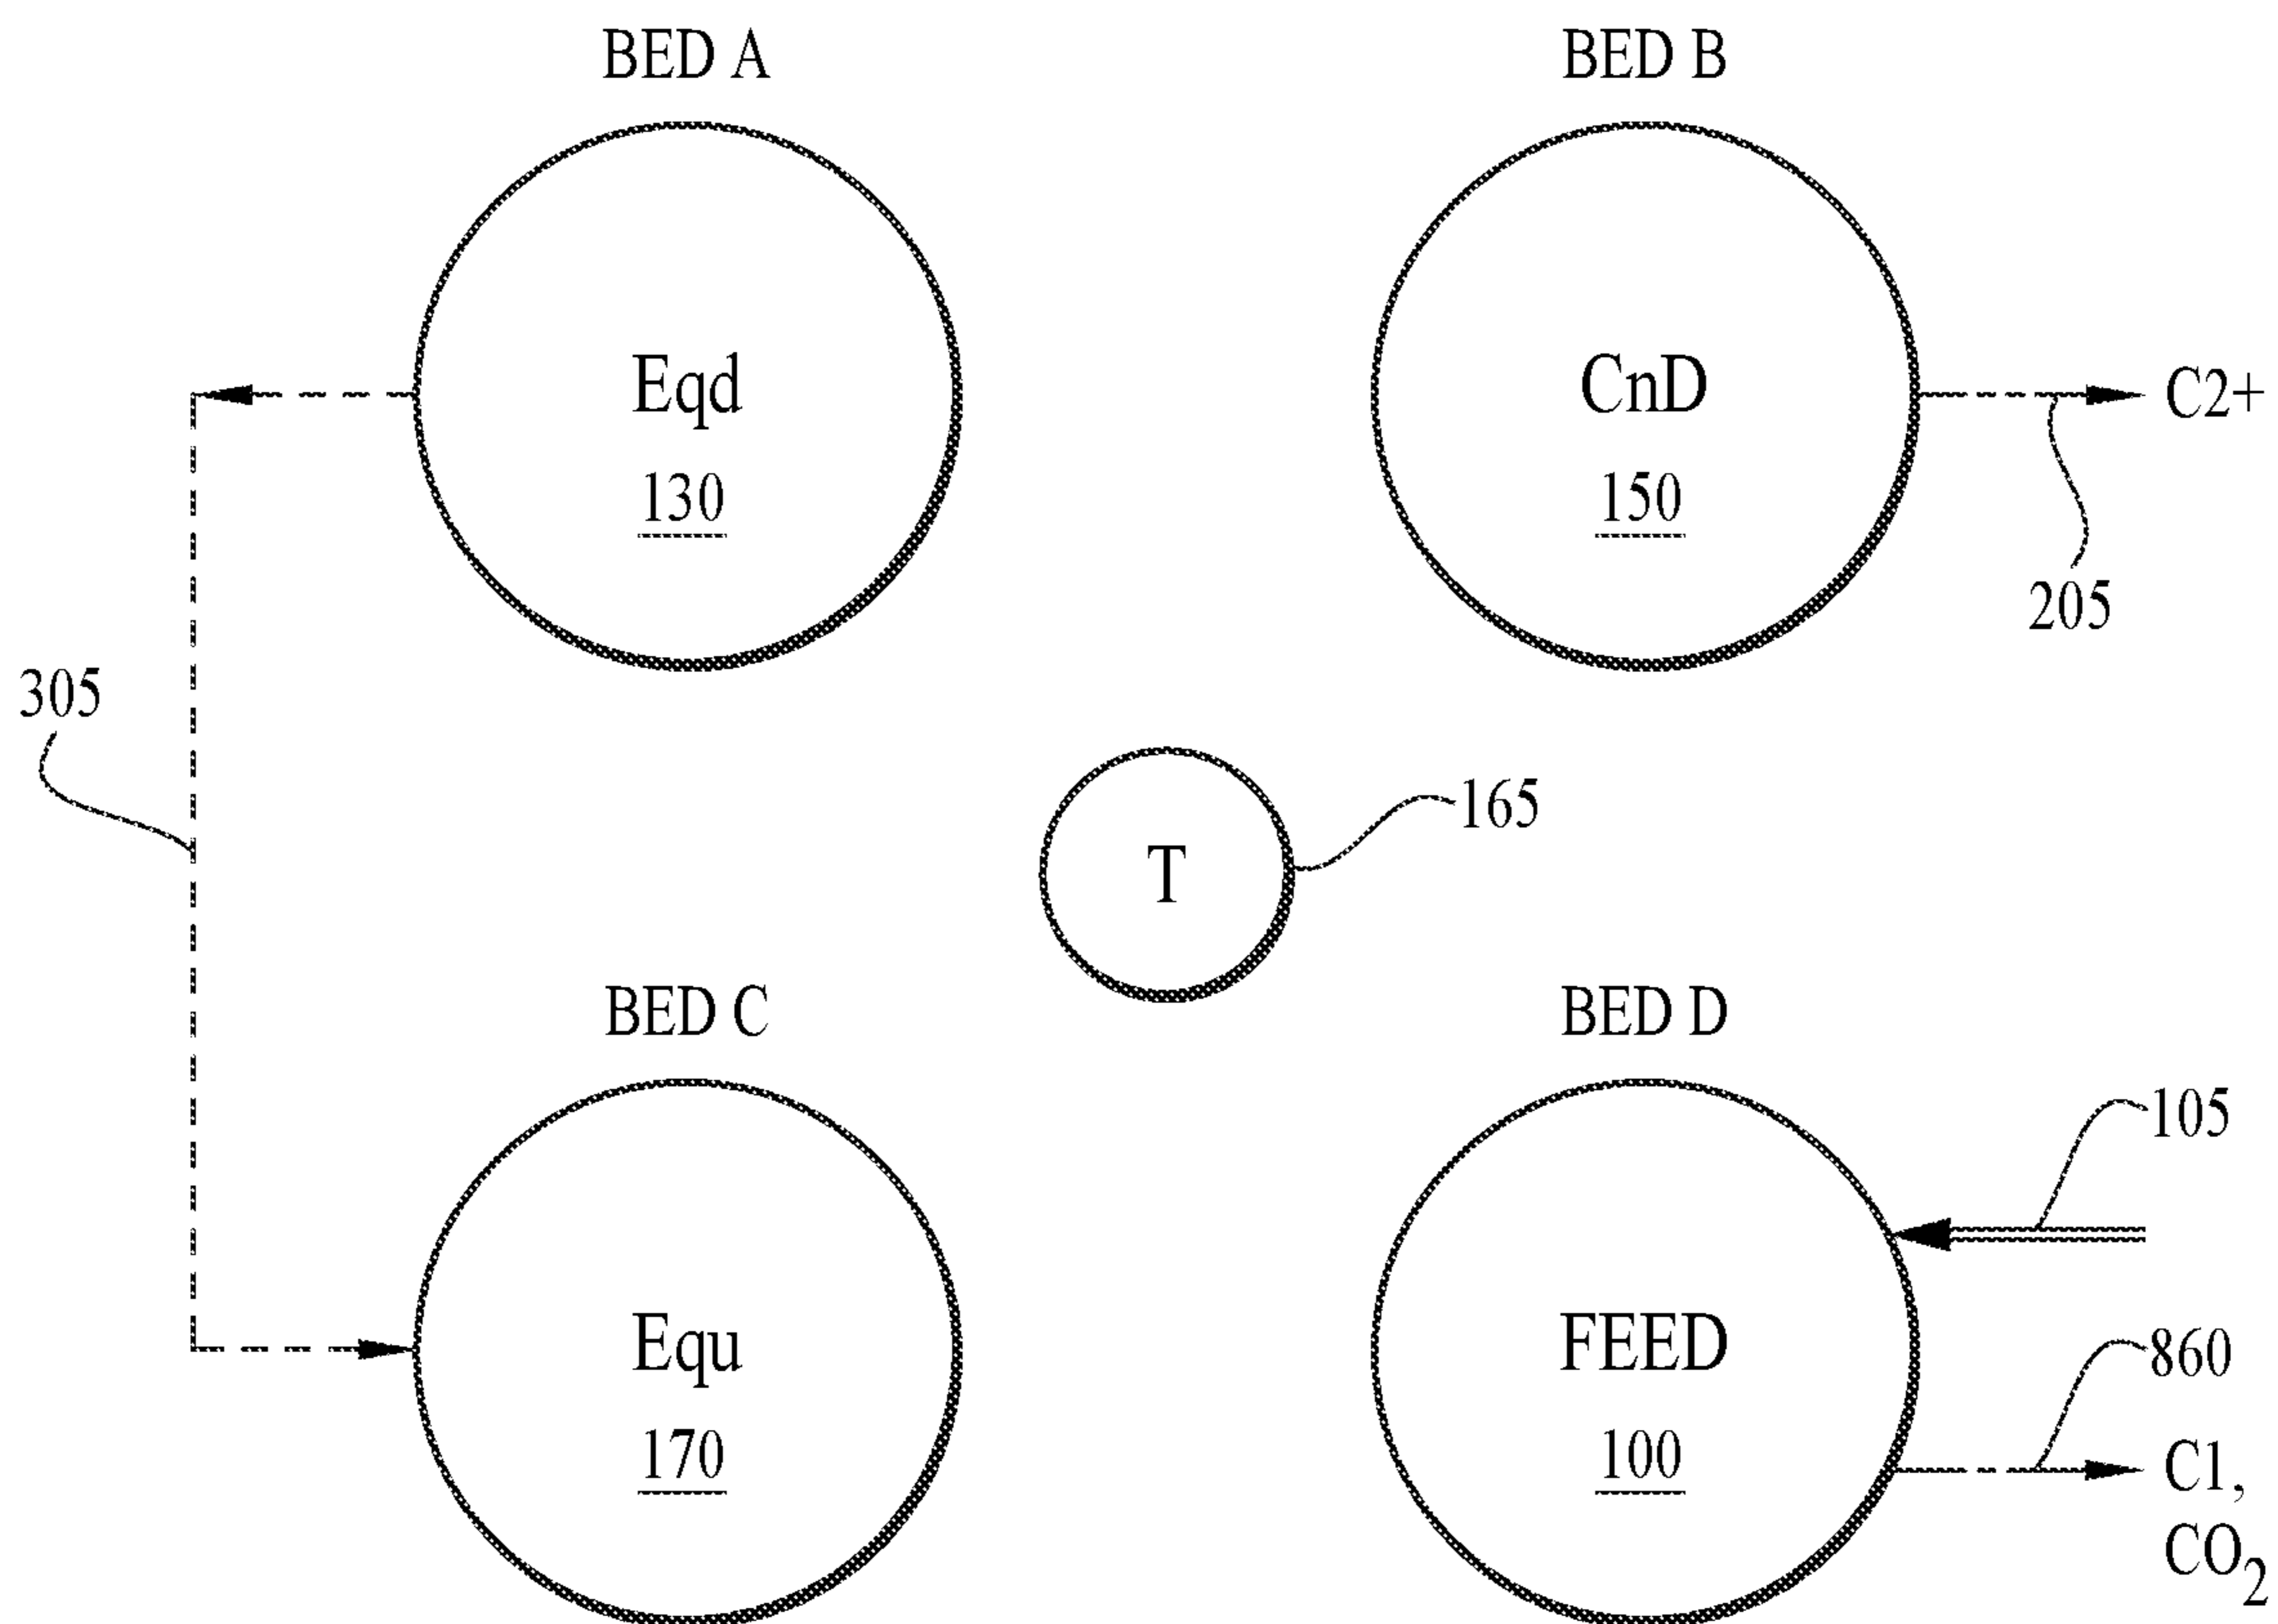 BED A
BED B
Eqd
130
CnD
150
C2+
205
305
165
T
BED C
BED D
105
Equ
170
FEED
100
860
C1,
CO₂